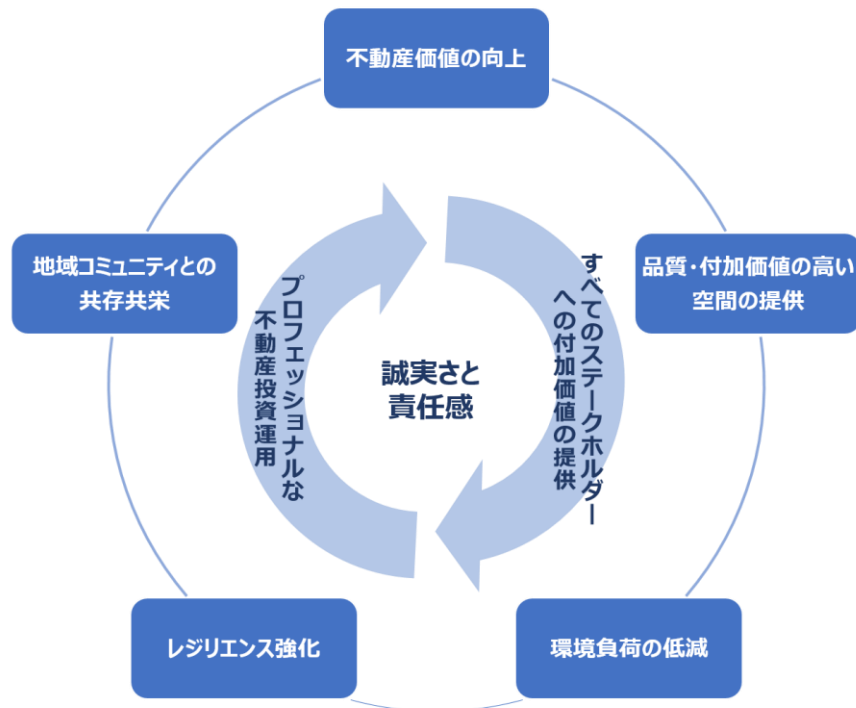 不動産価値の向上
地域コミュニティとの
共存共栄
品質・付加価値の高い
空間の提供
プロフェッショナルな
不動産投資運用
誠実さと
責任感
すべてのステークホルダー
への付加価値の提供
レジリエンス強化
環境負荷の低減